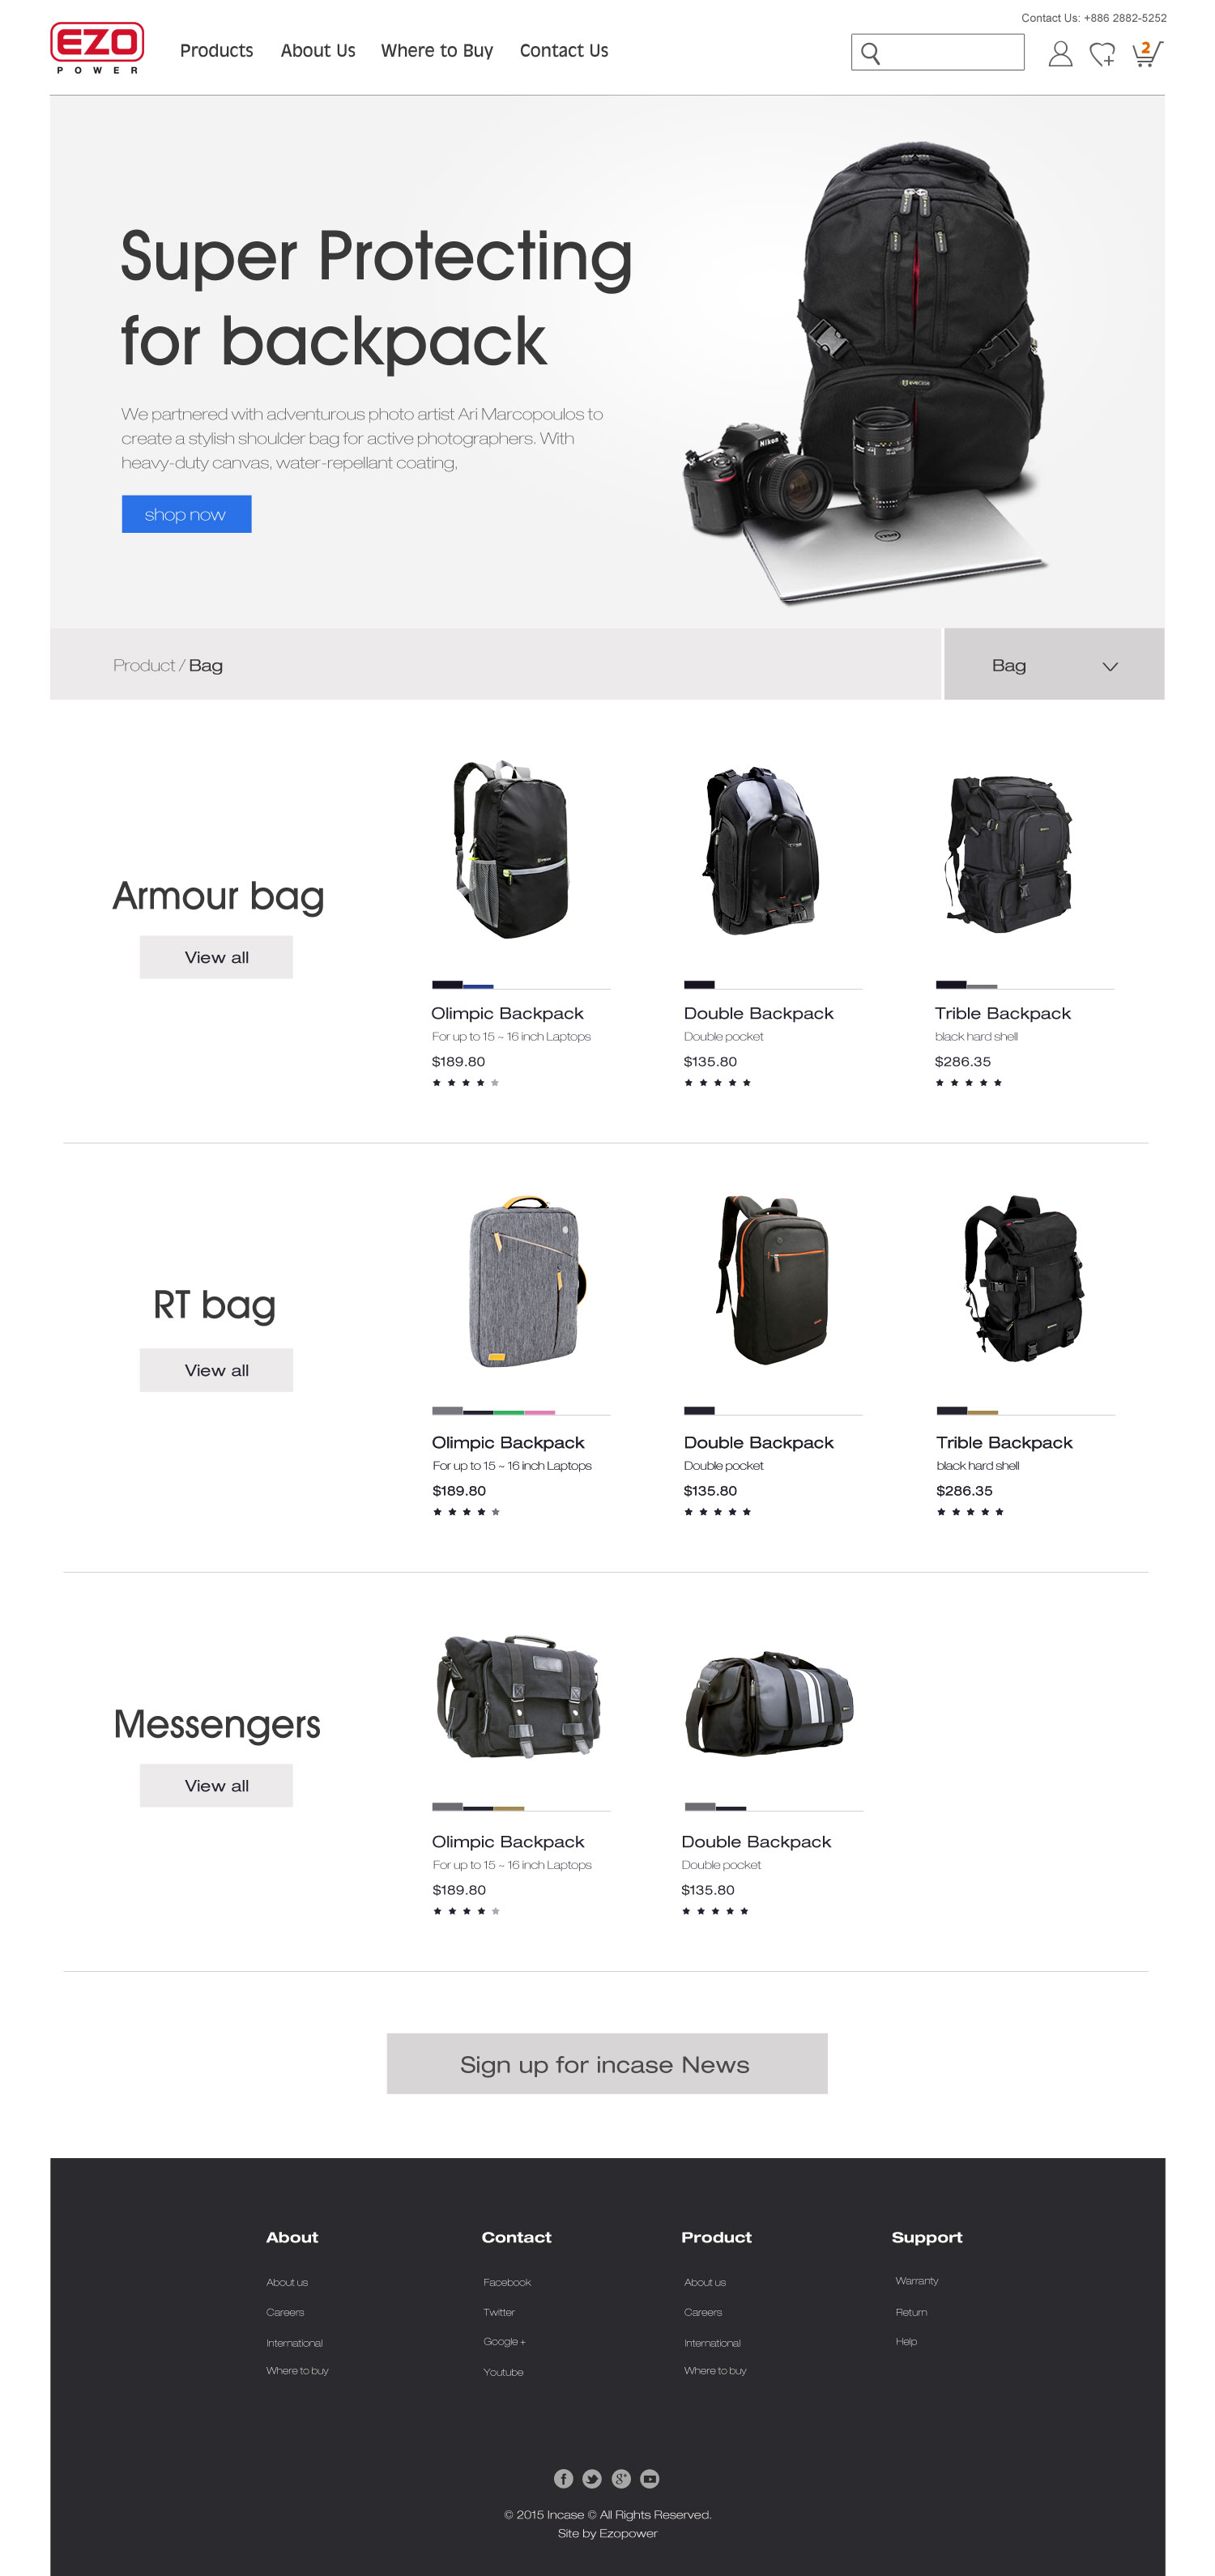 Contact Us: +886 2882-5252
EZO
POWER
Products About Us Where to Buy Contact Us
2
Super Protecting
for backpack
We partnered with adventurous photo artist Ari Marcopoulos to
create a stylish shoulder bag for active photographers. With
heavy-duty canvas, water-repellant coating,
shop now
Nikon
DELL
Product / Bag
Bag
Armour bag
View all
Olimpic Backpack
For up to 15 ~ 16 inch Laptops
$189.80
Double Backpack
Double pocket
$135.80
Trible Backpack
black hard shell
$286.35
RT bag
View all
Olimpic Backpack
For up to 15 ~ 16 inch Laptops
$189.80
Double Backpack
Double pocket
$135.80
Trible Backpack
black hard shell
$286.35
Messengers
View all
Olimpic Backpack
For up to 15 ~ 16 inch Laptops
$189.80
Double Backpack
Double pocket
$135.80
Sign up for incase News
About
About us
Careers
International
Where to buy
Contact
Facebook
Twitter
Google +
Youtube
Product
About us
Careers
International
Where to buy
Support
Warranty
Return
Help
© 2015 Incase © All Rights Reserved.
Site by Ezopower